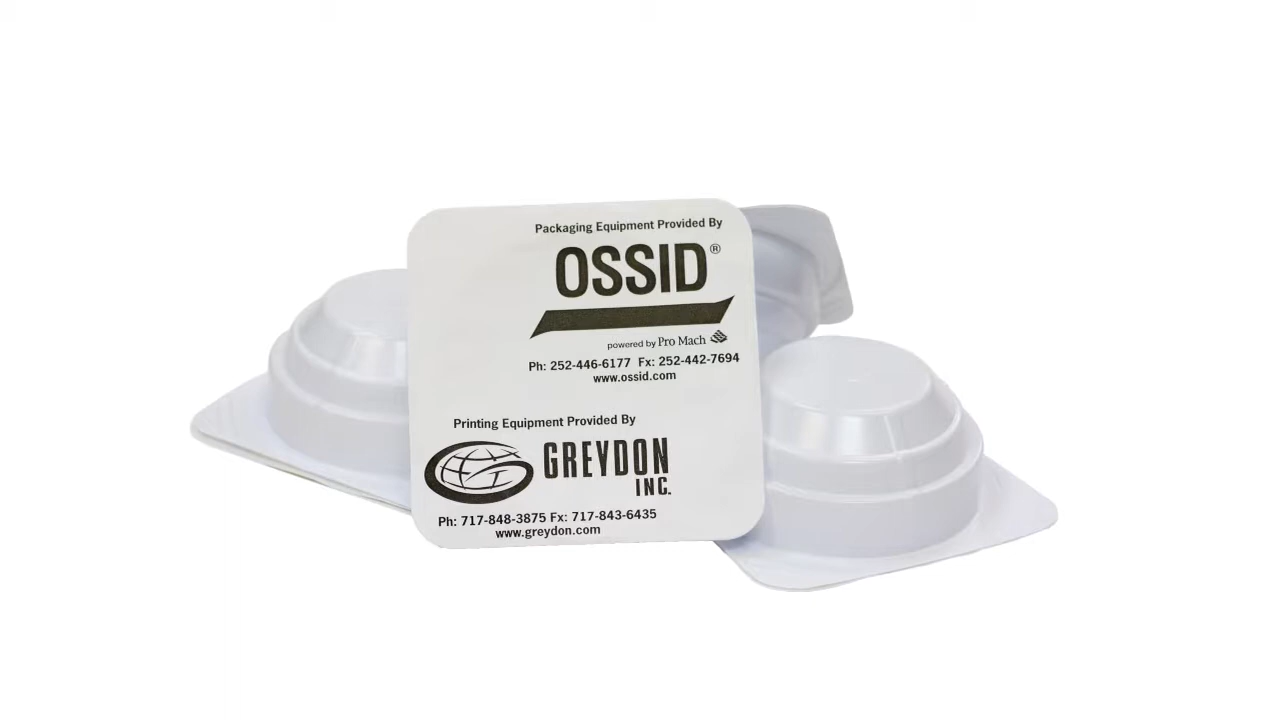 Packaging Equipment Provided By
OSSID®
powered by Pro Mach
Ph: 252-446-6177 Fx: 252-442-7694
www.ossid.com
Printing Equipment Provided By
GREYDON
INC.
Ph: 717-848-3875 Fx: 717-843-6435
www.greydon.com